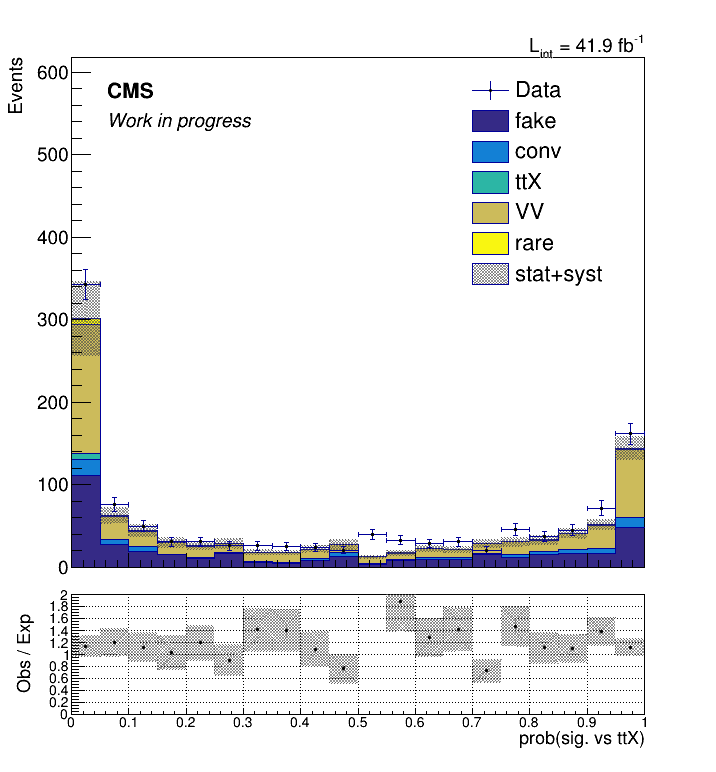 L_int = 41.9 fb^-1
Events
600
500
400
300
200
100
0
CMS
Work in progress
Data
fake
conv
ttX
VV
rare
stat+syst
Obs / Exp
2
1.8
1.6
1.4
1.2
1
0.8
0.6
0.4
0.2
0
0 0.1 0.2 0.3 0.4 0.5 0.6 0.7 0.8 0.9 1
prob(sig. vs ttX)